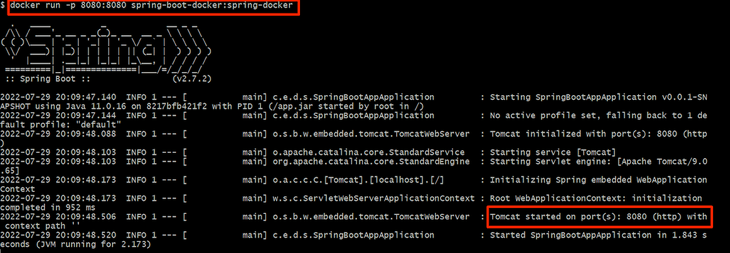 $ docker run -p 8080:8080 spring-boot-docker:spring-docker
:: Spring Boot ::                (v2.7.2)
2022-07-29 20:09:47.140  INFO 1 --- [           main] c.e.d.s.SpringBootAppApplication         : Starting SpringBootAppApplication v0.0.1-SN
APSHOT using Java 11.0.16 on 8217bfb421f2 with PID 1 (/app.jar started by root in /)
2022-07-29 20:09:47.144  INFO 1 --- [           main] c.e.d.s.SpringBootAppApplication         : No active profile set, falling back to 1 de
fault profile: "default"
2022-07-29 20:09:48.088  INFO 1 --- [           main] o.s.b.w.embedded.tomcat.TomcatWebServer  : Tomcat initialized with port(s): 8080 (http
)
2022-07-29 20:09:48.103  INFO 1 --- [           main] o.apache.catalina.core.StandardService   : Starting service [Tomcat]
2022-07-29 20:09:48.103  INFO 1 --- [           main] org.apache.catalina.core.StandardEngine  : Starting Servlet engine: [Apache Tomcat/9.0
.65]
2022-07-29 20:09:48.173  INFO 1 --- [           main] o.a.c.c.C.[Tomcat].[localhost].[/]       : Initializing Spring embedded WebApplication
Context
2022-07-29 20:09:48.173  INFO 1 --- [           main] w.s.c.ServletWebServerApplicationContext : Root WebApplicationContext: initialization
completed in 952 ms
2022-07-29 20:09:48.506  INFO 1 --- [           main] o.s.b.w.embedded.tomcat.TomcatWebServer  : Tomcat started on port(s): 8080 (http) with
context path ''
2022-07-29 20:09:48.520  INFO 1 --- [           main] c.e.d.s.SpringBootAppApplication         : Started SpringBootAppApplication in 1.843 s
econds (JVM running for 2.173)